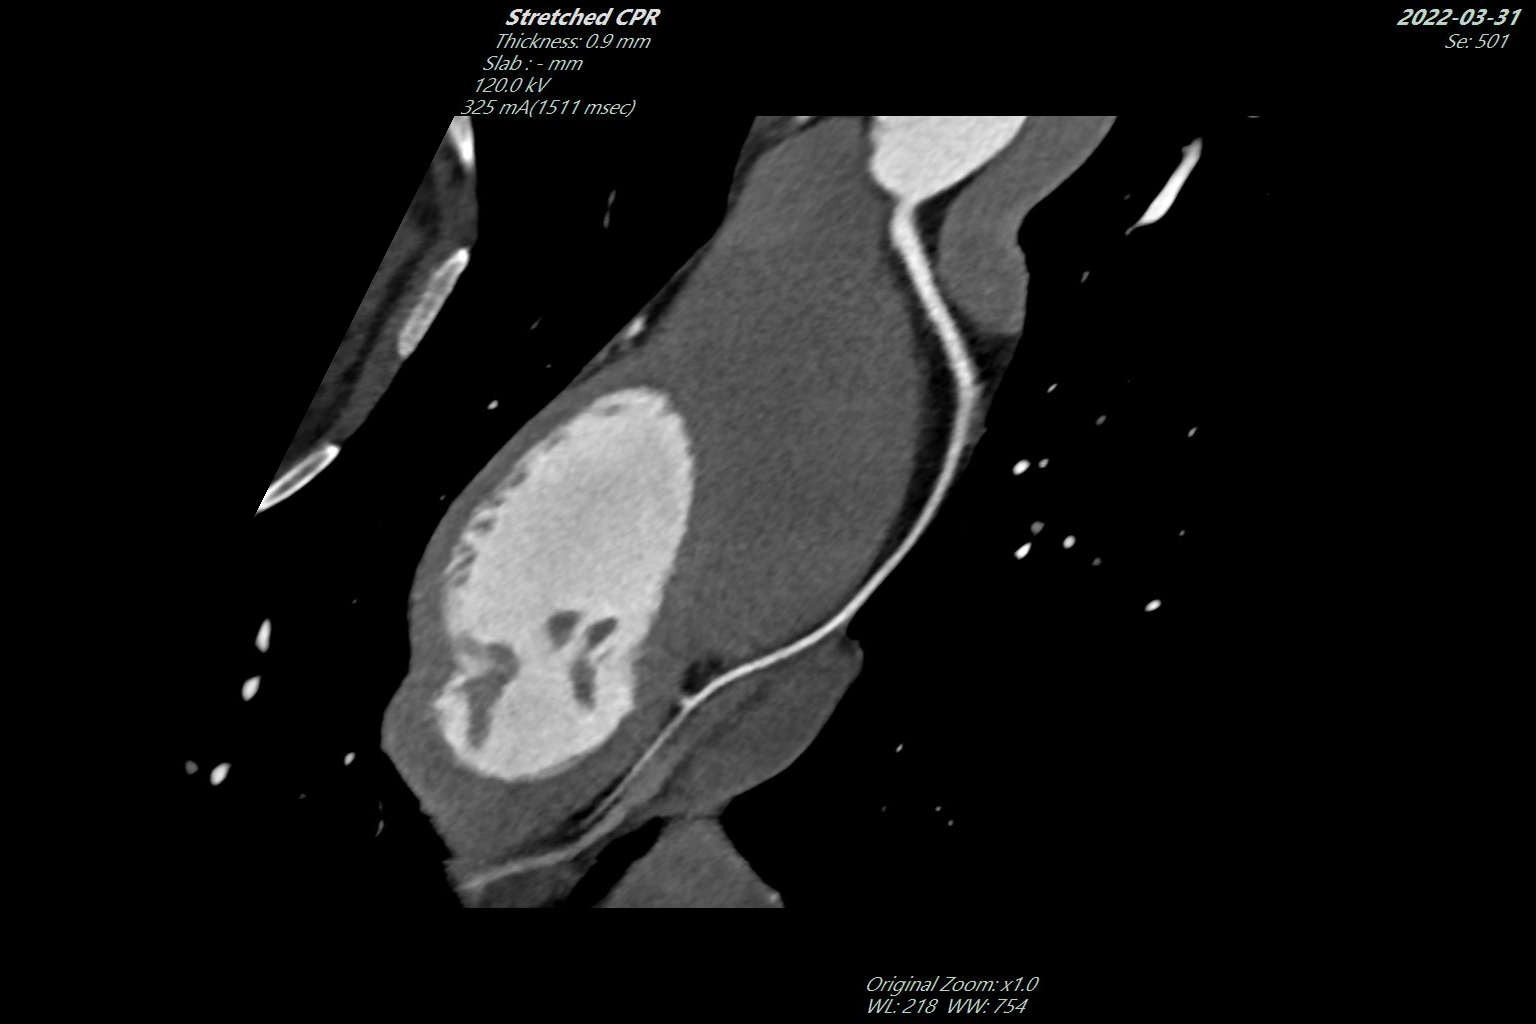 Stretched CPR
Thickness: 0.9 mm
Slab : - mm
120.0 kV
325 mA(1511 msec)
2022-03-31
Se: 501
Original Zoom: x1.0
WL: 218 WW: 754